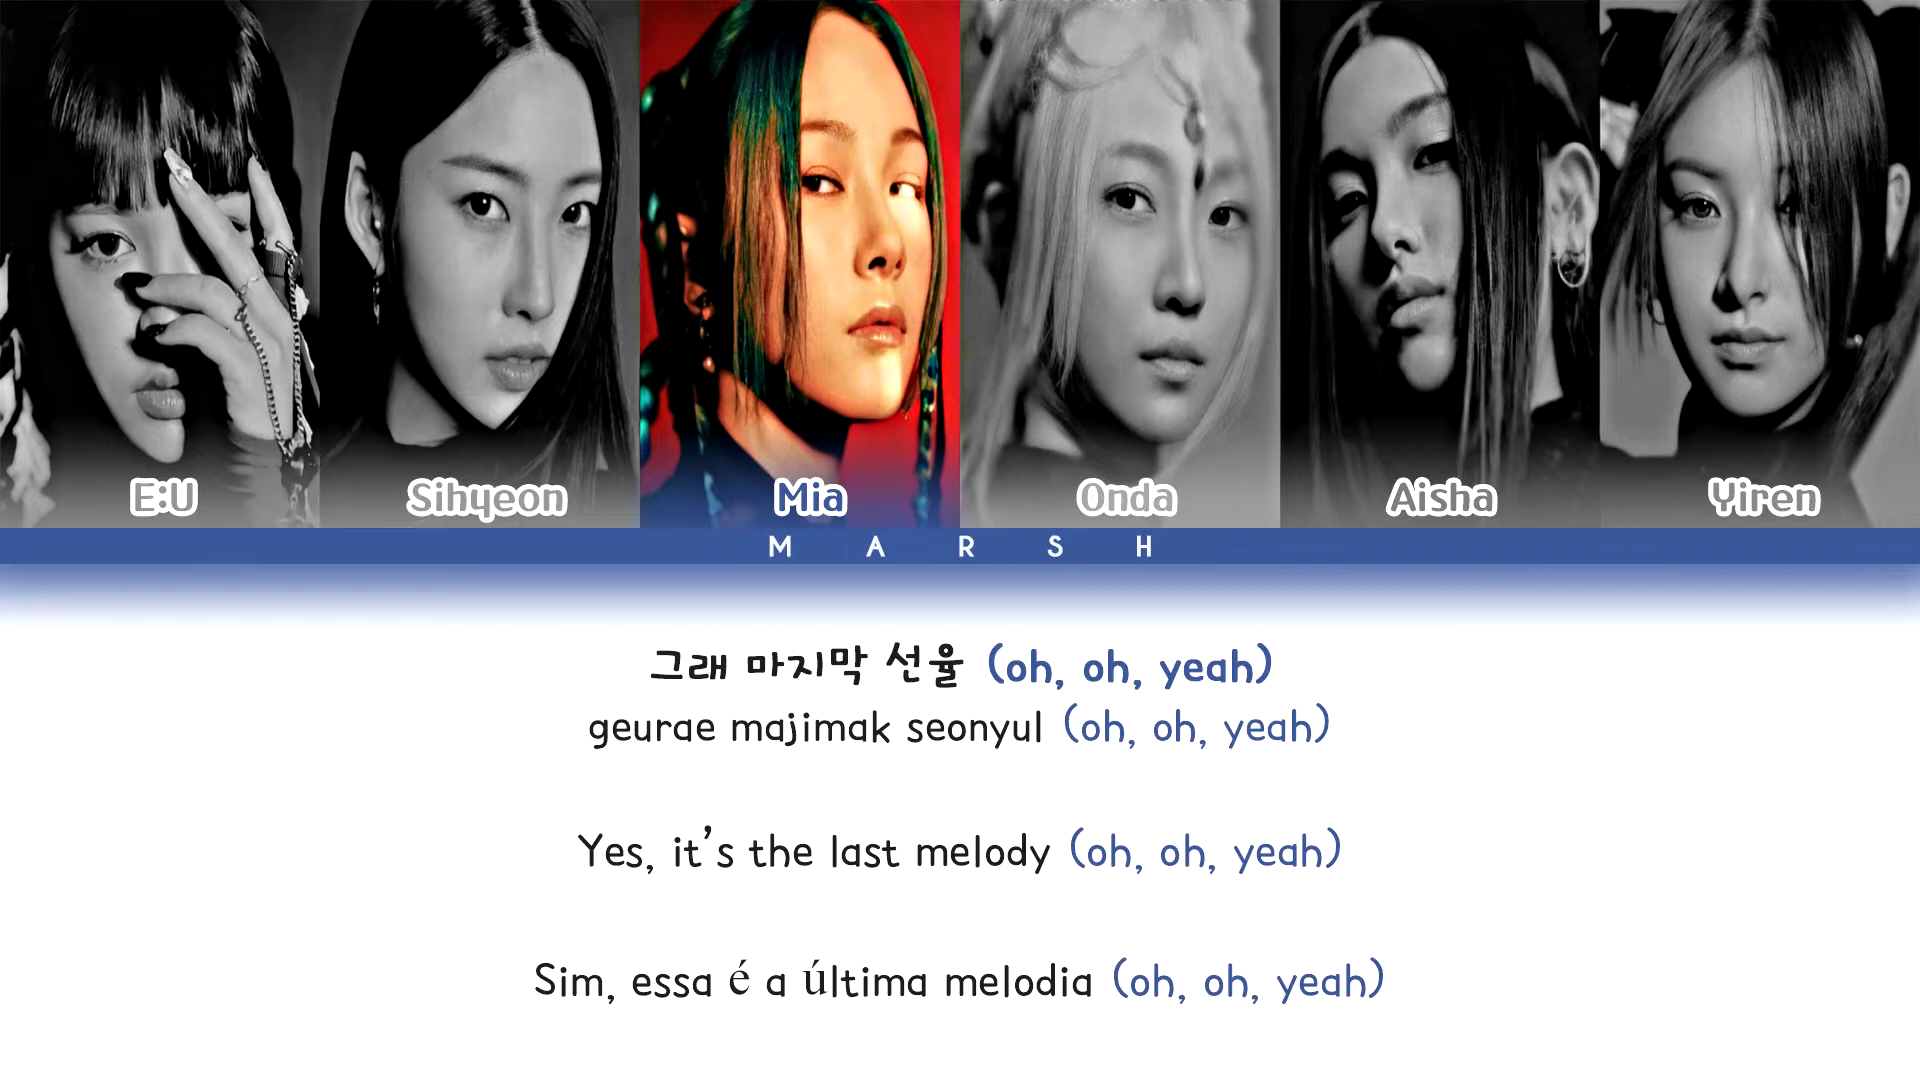 E:U Sihyeon Mia Onda Aisha Yiren
M A R S H
그래 마지막 선율 (oh, oh, yeah)
geurae majimak seonyul (oh, oh, yeah)
Yes, it's the last melody (oh, oh, yeah)
Sim, essa é a última melodia (oh, oh, yeah)